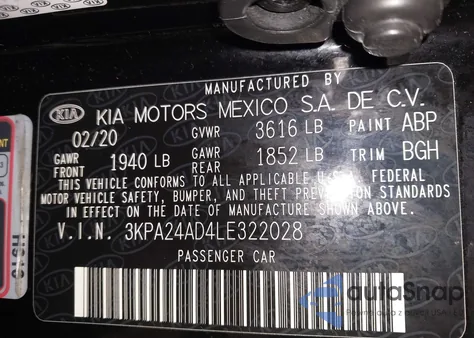 MANUFACTURED BY
KIA KIA MOTORS MEXICO S.A. DE C.V.
02/20 GVWR 3616 LB PAINT ABP
GAWR FRONT 1940 LB GAWR REAR 1852 LB TRIM BGH
THIS VEHICLE CONFORMS TO ALL APPLICABLE U.S.A. FEDERAL
MOTOR VEHICLE SAFETY, BUMPER, AND THEFT PREVENTION STANDARDS
IN EFFECT ON THE DATE OF MANUFACTURE SHOWN ABOVE.
V.I.N. 3KPA24AD4LE322028
PASSENGER CAR
autoSnap